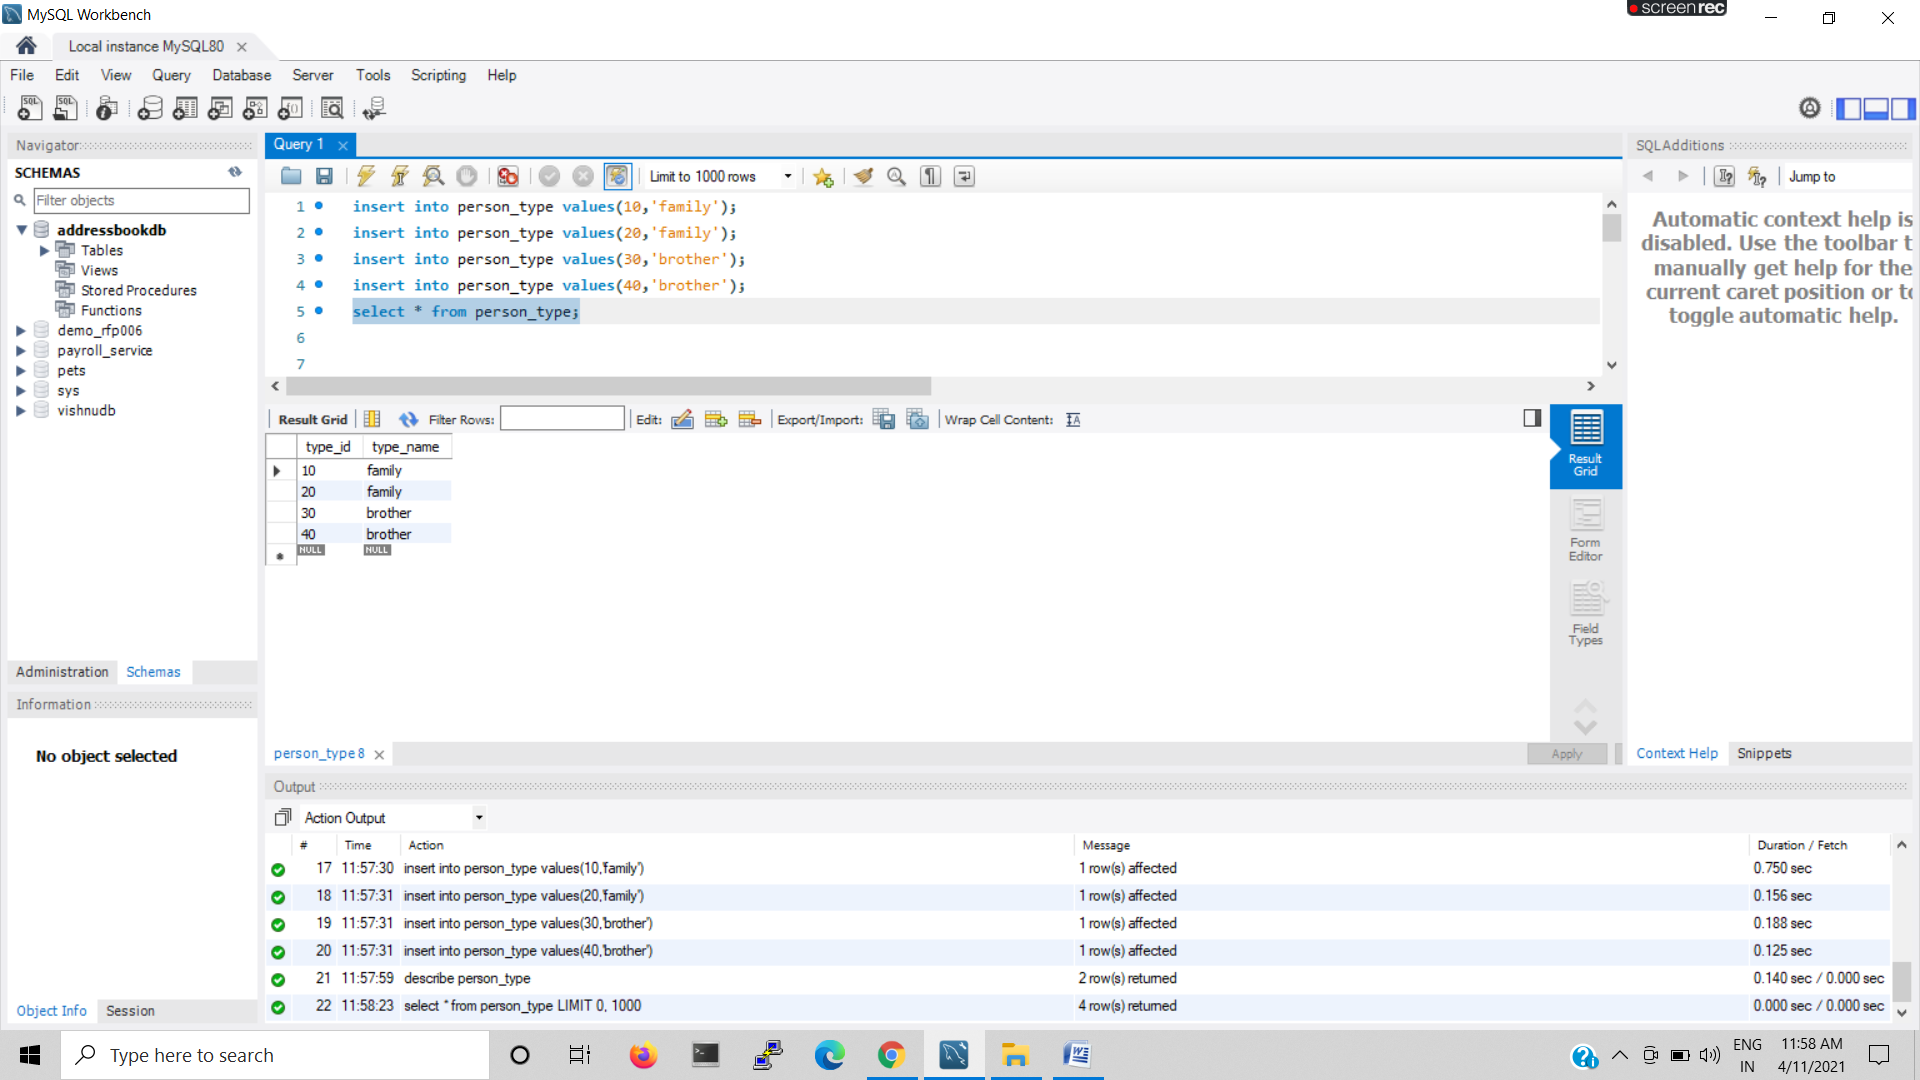 MySQL Workbench
screenrec
Local instance MySQL80
File Edit View Query Database Server Tools Scripting Help
Navigator
SCHEMAS
Filter objects
addressbookdb
Tables
Views
Stored Procedures
Functions
demo_rfp006
payroll_service
pets
sys
vishnudb
Administration Schemas
Information
No object selected
Object Info Session
Query 1
Limit to 1000 rows
1 insert into person_type values(10,'family');
2 insert into person_type values(20,'family');
3 insert into person_type values(30,'brother');
4 insert into person_type values(40,'brother');
5 select * from person_type;
6
7
Result Grid Filter Rows: Edit: Export/Import: Wrap Cell Content:
type_id type_name
10 family
20 family
30 brother
40 brother
NULL NULL
Result Grid
Form Editor
Field Types
person_type 8
Apply
SQLAdditions
Jump to
Automatic context help is
disabled. Use the toolbar t
manually get help for the
current caret position or to
toggle automatic help.
Context Help Snippets
Output
Action Output
# Time Action Message Duration / Fetch
17 11:57:30 insert into person_type values(10,'family') 1 row(s) affected 0.750 sec
18 11:57:31 insert into person_type values(20,'family') 1 row(s) affected 0.156 sec
19 11:57:31 insert into person_type values(30,'brother') 1 row(s) affected 0.188 sec
20 11:57:31 insert into person_type values(40,'brother') 1 row(s) affected 0.125 sec
21 11:57:59 describe person_type 2 row(s) returned 0.140 sec / 0.000 sec
22 11:58:23 select * from person_type LIMIT 0, 1000 4 row(s) returned 0.000 sec / 0.000 sec
Type here to search
ENG
IN
11:58 AM
4/11/2021